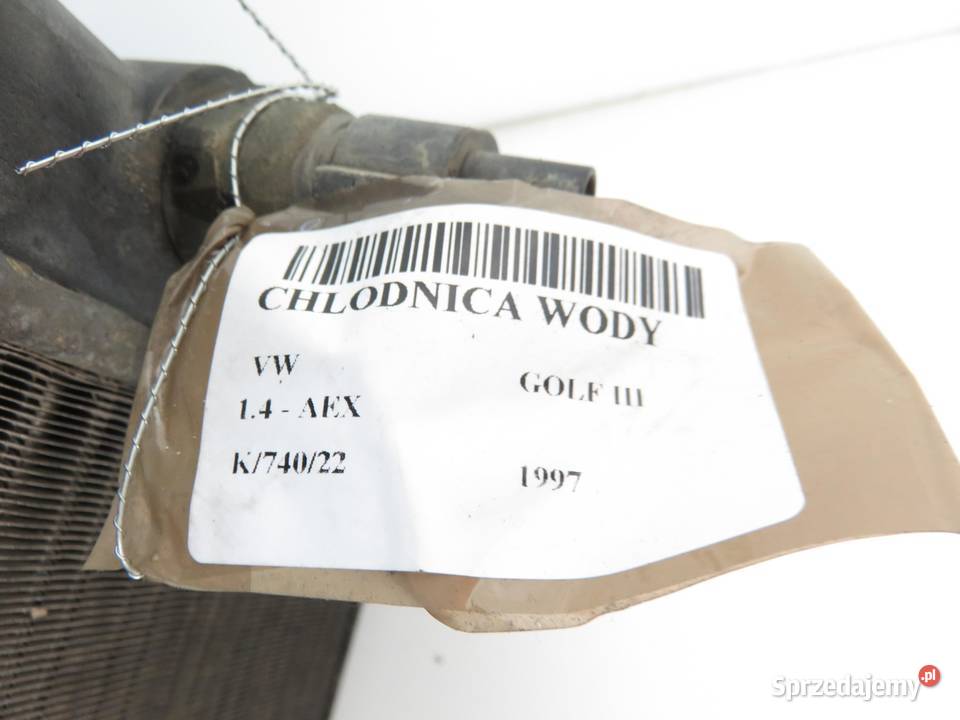 CHLODNICA WODY
VW
GOLF III
1.4 - AEX
K/740/22
1997
Sprzedajemy.pl